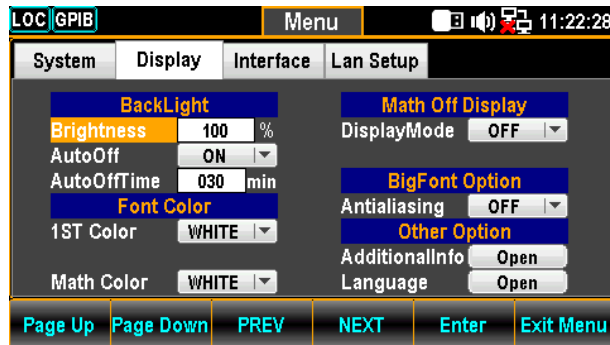 LOC GPIB Menu 11:22:28
System Display Interface Lan Setup
BackLight
Brightness 100 %
AutoOff ON
AutoOffTime 030 min
Font Color
1ST Color WHITE
Math Color WHITE
Math Off Display
DisplayMode OFF
BigFont Option
Antialiasing OFF
Other Option
AdditionalInfo Open
Language Open
Page Up Page Down PREV NEXT Enter Exit Menu